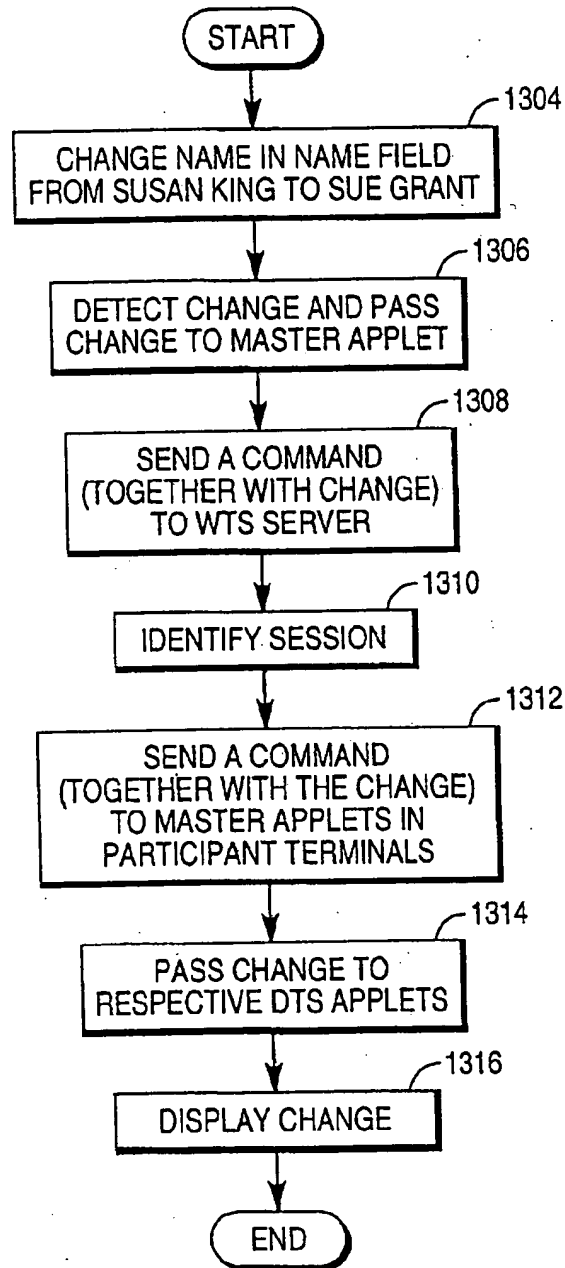 START
1304
CHANGE NAME IN NAME FIELD
FROM SUSAN KING TO SUE GRANT
1306
DETECT CHANGE AND PASS
CHANGE TO MASTER APPLET
1308
SEND A COMMAND
(TOGETHER WITH CHANGE)
TO WTS SERVER
1310
IDENTIFY SESSION
1312
SEND A COMMAND
(TOGETHER WITH THE CHANGE)
TO MASTER APPLETS IN
PARTICIPANT TERMINALS
1314
PASS CHANGE TO
RESPECTIVE DTS APPLETS
1316
DISPLAY CHANGE
END